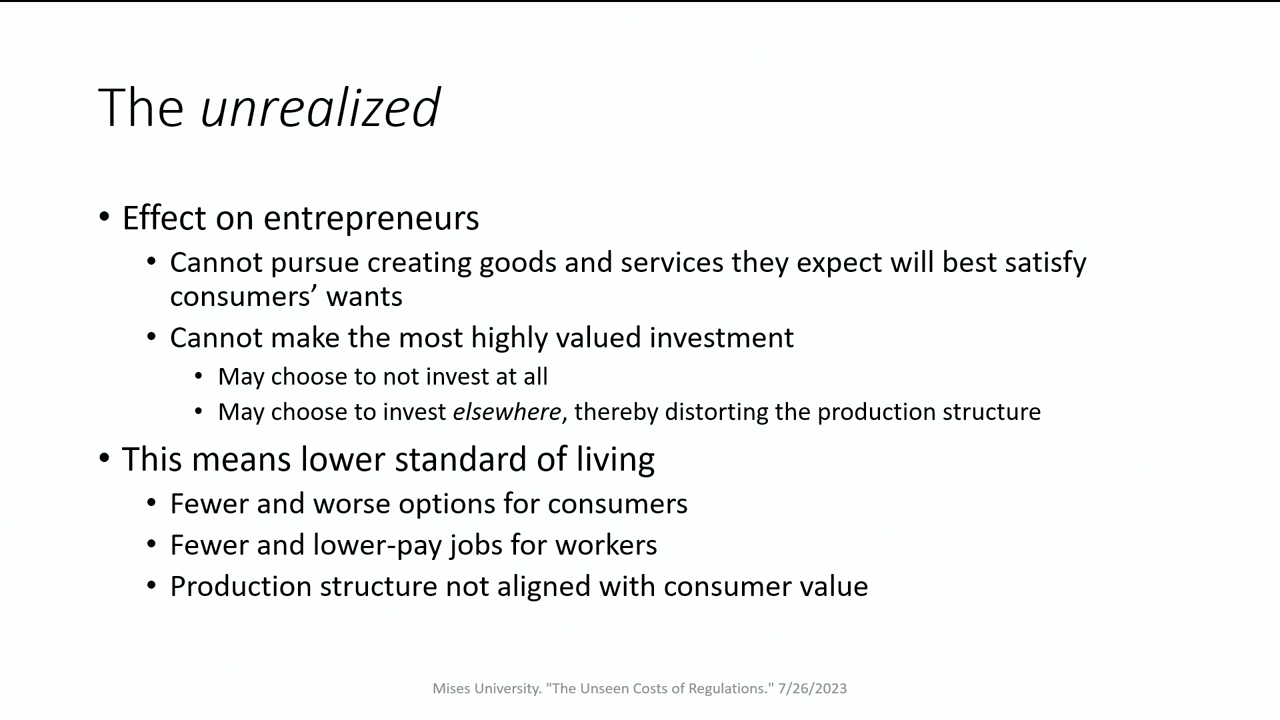 The unrealized
• Effect on entrepreneurs
• Cannot pursue creating goods and services they expect will best satisfy
consumers’ wants
• Cannot make the most highly valued investment
• May choose to not invest at all
• May choose to invest elsewhere, thereby distorting the production structure
• This means lower standard of living
• Fewer and worse options for consumers
• Fewer and lower-pay jobs for workers
• Production structure not aligned with consumer value
Mises University. "The Unseen Costs of Regulations." 7/26/2023